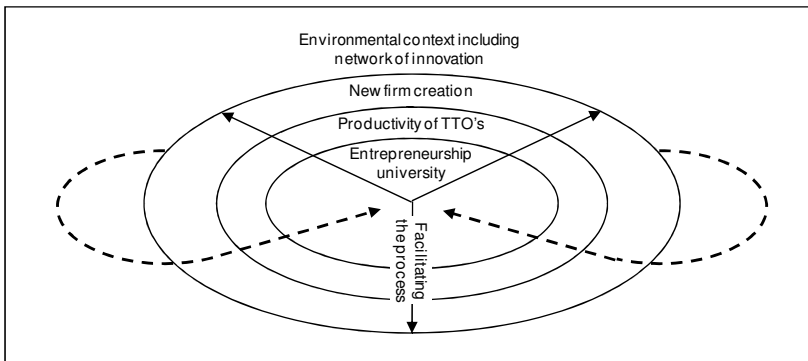 Environmental context including
network of innovation
New firm creation
Productivity of TTO's
Entrepreneurship
university
Facilitating
the process